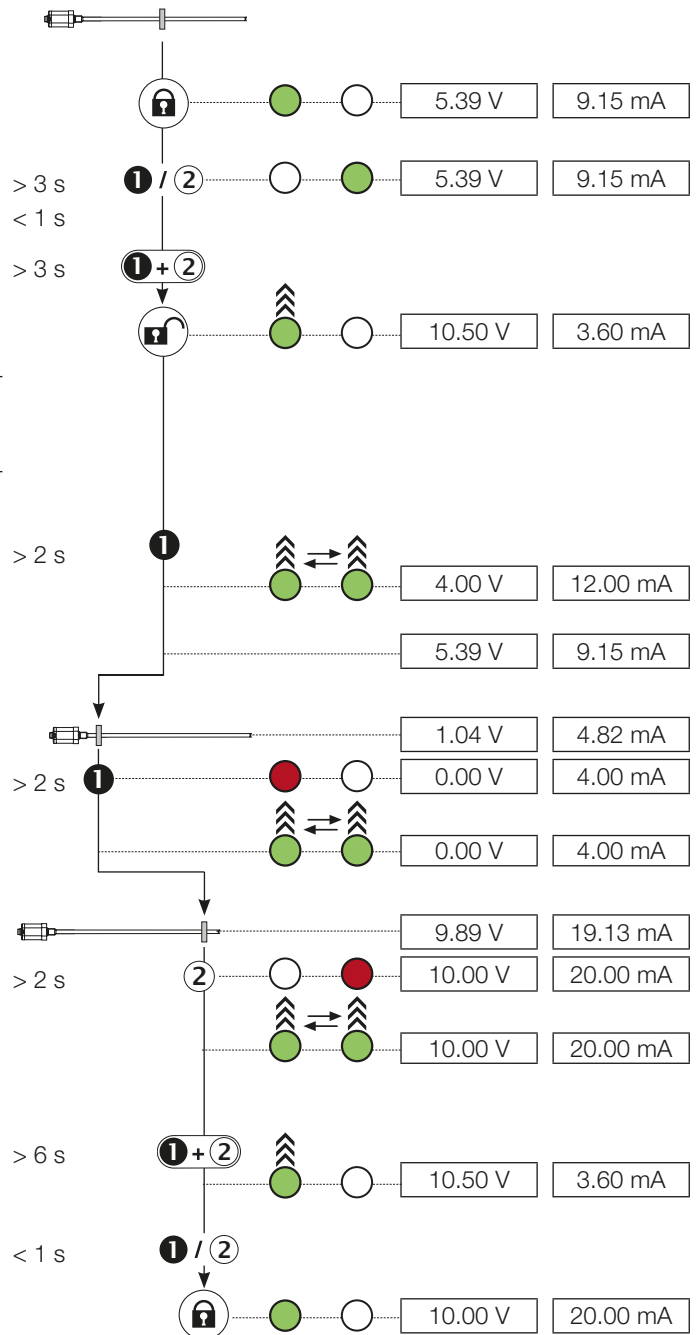 5.39 V 9.15 mA
> 3 s 1 / 2 5.39 V 9.15 mA
< 1 s
> 3 s 1 + 2
10.50 V 3.60 mA
1
> 2 s
4.00 V 12.00 mA
5.39 V 9.15 mA
1.04 V 4.82 mA
> 2 s 1 0.00 V 4.00 mA
0.00 V 4.00 mA
9.89 V 19.13 mA
> 2 s 2 10.00 V 20.00 mA
10.00 V 20.00 mA
> 6 s 1 + 2
10.50 V 3.60 mA
< 1 s 1 / 2
10.00 V 20.00 mA